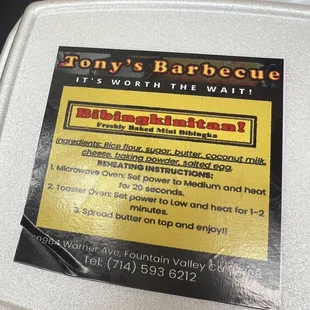 Tony's Barbecue
IT'S WORTH THE WAIT!
Bibingkinitan!
Freshly Baked Mini Bibingka
Ingredients: Rice flour, sugar, butter, coconut milk,
cheese, baking powder, salted egg.
REHEATING INSTRUCTIONS:
1. Microwave Oven: Set power to Medium and heat
for 20 seconds.
2. Toaster Oven: Set power to Low and heat for 1-2
minutes.
3. Spread butter on top and enjoy!!
Warner Ave, Fountain Valley
Tel: (714) 593 6212